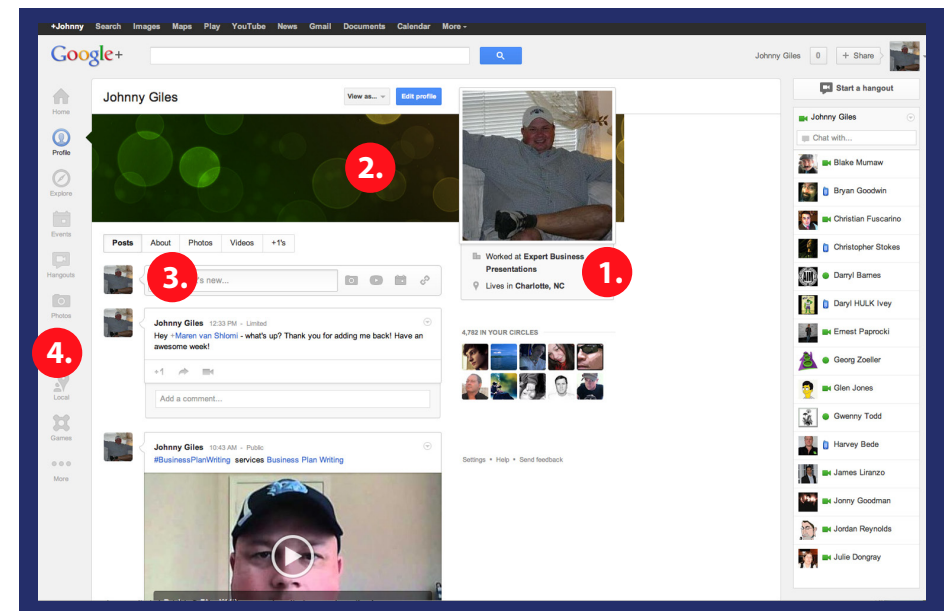 +Johnny Search Images Maps Play YouTube News Gmail Documents Calendar More
Google+
Johnny Giles 0 + Share
Home
Profile
Explore
Events
Hangouts
Photos
4.
Local
Games
More
Johnny Giles
View as...
Edit profile
2.
Posts About Photos Videos +1's
3.
's new...
Johnny Giles 12:33 PM - Limited
Hey +Maren van Shlomi - what's up? Thank you for adding me back! Have an
awesome week!
+1
Add a comment...
Johnny Giles 10:43 AM - Public
#BusinessPlanWriting services Business Plan Writing
Worked at Expert Business
Presentations
Lives in Charlotte, NC
1.
4,782 IN YOUR CIRCLES
Settings • Help • Send feedback
Start a hangout
Johnny Giles
Chat with...
Blake Mumaw
Bryan Goodwin
Christian Fuscarino
Christopher Stokes
Darryl Barnes
Daryl HULK Ivey
Ernest Paprocki
Georg Zoeller
Glen Jones
Gwenny Todd
Harvey Bede
James Liranzo
Jonny Goodman
Jordan Reynolds
Julie Dongray